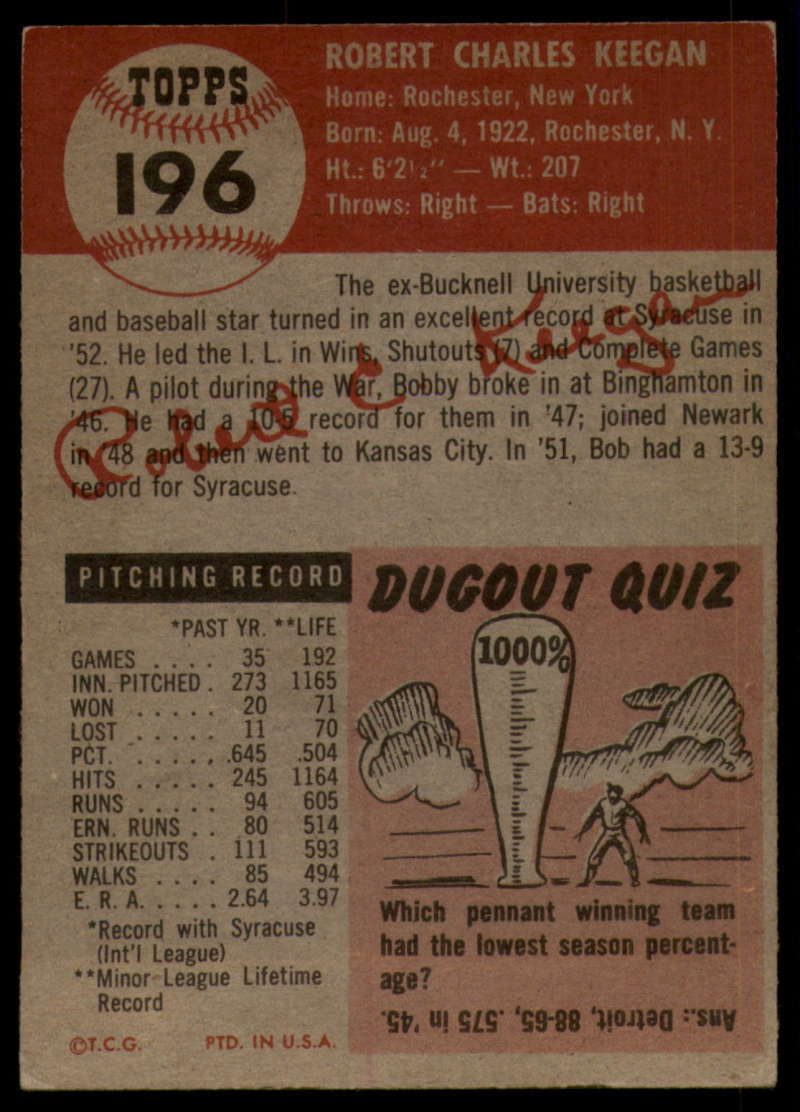 TOPPS
196
ROBERT CHARLES KEEGAN
Home: Rochester, New York
Born: Aug. 4, 1922, Rochester, N. Y.
Ht.: 6'2½" — Wt.: 207
Throws: Right — Bats: Right
The ex-Bucknell University basketball
and baseball star turned in an excellent record at Syracuse in
'52. He led the I. L. in Wins, Shutouts (7) and Complete Games
(27). A pilot during the War, Bobby broke in at Binghamton in
'46. He had a 10-5 record for them in '47; joined Newark
in '48 and then went to Kansas City. In '51, Bob had a 13-9
record for Syracuse.
Robert C Keegan
PITCHING RECORD
*PAST YR. **LIFE
GAMES . . . . 35 192
INN. PITCHED . 273 1165
WON . . . . . 20 71
LOST . . . . . 11 70
PCT. . . . . . .645 .504
HITS . . . . . 245 1164
RUNS . . . . . 94 605
ERN. RUNS . . 80 514
STRIKEOUTS . 111 593
WALKS . . . . 85 494
E. R. A. . . . . . 2.64 3.97
*Record with Syracuse
(Int'l League)
**Minor League Lifetime
Record
©T.C.G. PTD. IN U.S.A.
DUGOUT QUIZ
1000%
Which pennant winning team
had the lowest season percent-
age?
Ans.: Detroit, 88-65, .575 in '45.